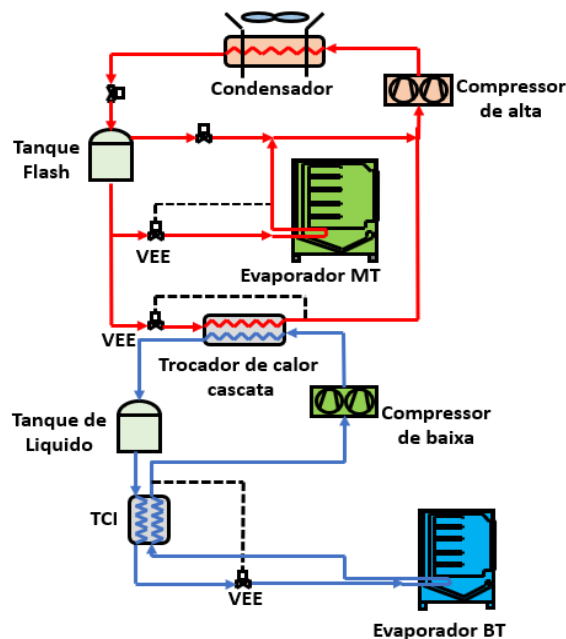 Condensador
Compressor
de alta
Tanque
Flash
VEE
Evaporador MT
VEE
Trocador de calor
cascata
Tanque de
Liquido
Compressor
de baixa
TCI
VEE
Evaporador BT